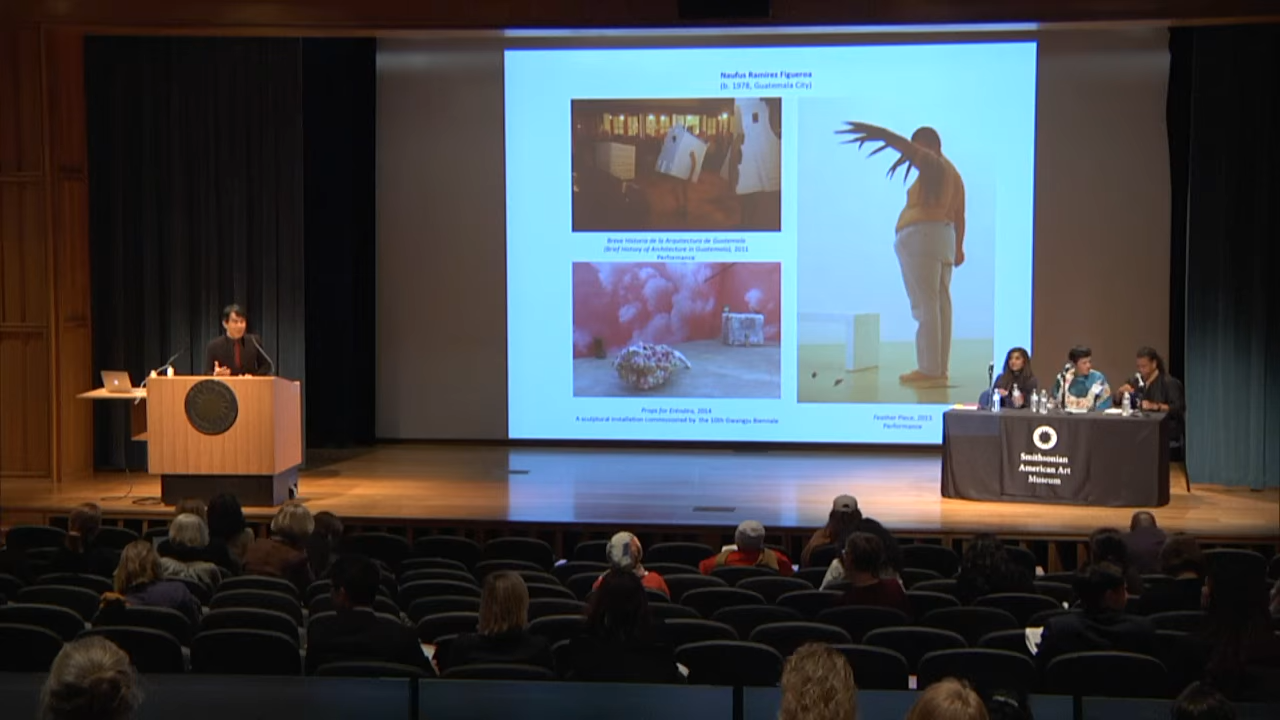 Naufus Ramírez Figueroa
(b. 1978, Guatemala City)
Breve Historia de la Arquitectura de Guatemala
(Brief History of Architecture in Guatemala), 2011
Performance
Props for Eréndira, 2014
A sculptural installation commissioned by the 10th Gwangju Biennale
Feather Piece, 2013
Performance
Smithsonian
American Art
Museum